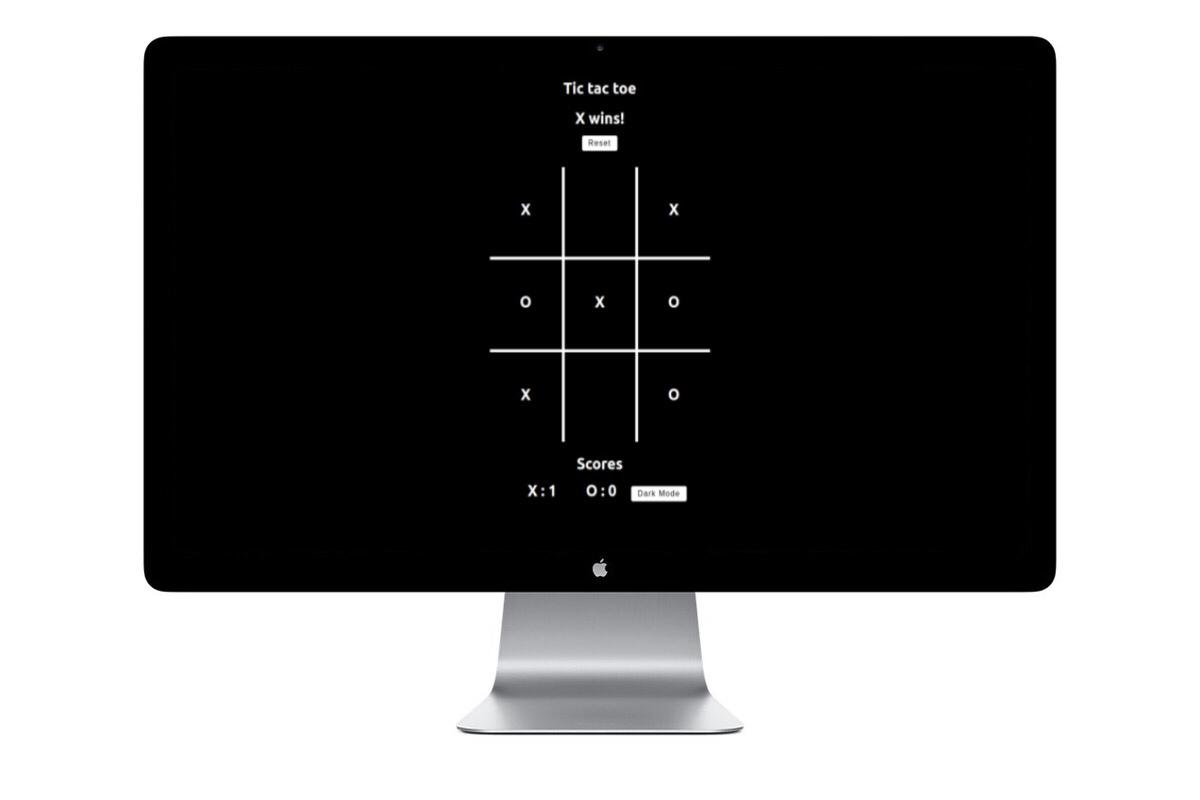 Tic tac toe
X wins!
Reset
X X
O X O
X O
Scores
X : 1 O : 0 Dark Mode